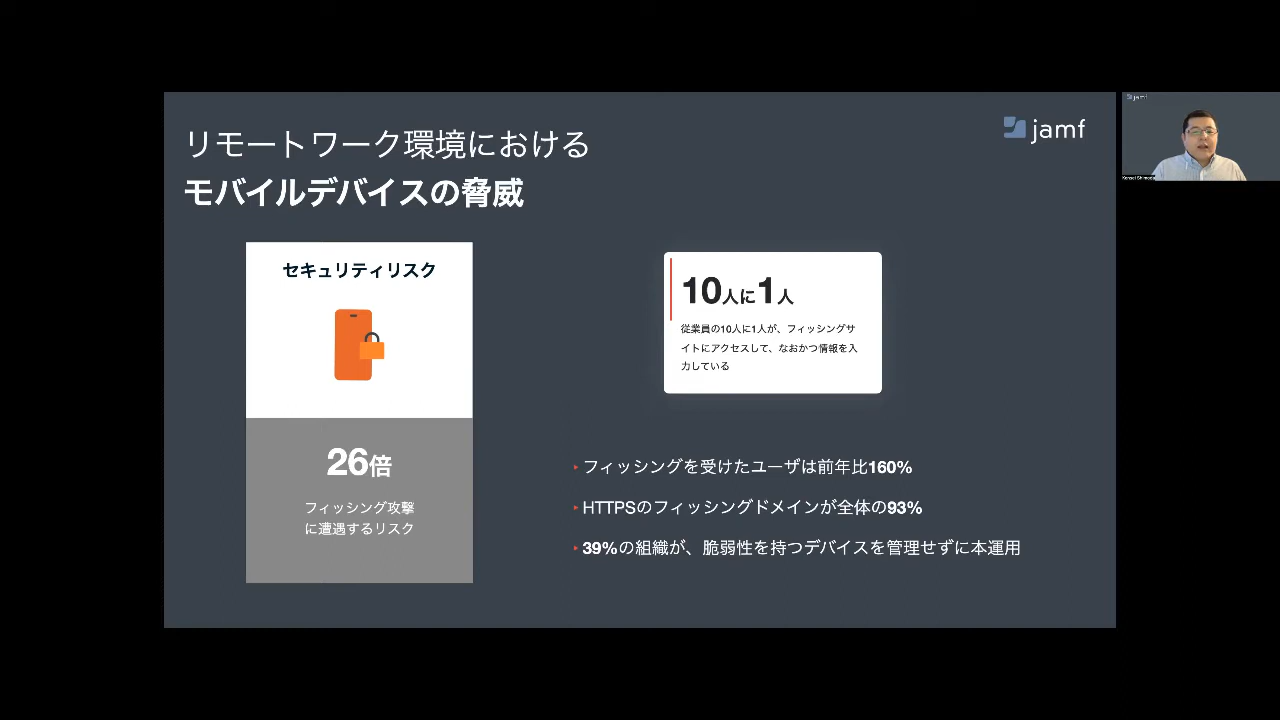 リモートワーク環境における
モバイルデバイスの脅威
jamf
jamf
Kensei Shimoda
セキュリティリスク
26倍
フィッシング攻撃
に遭遇するリスク
10人に1人
従業員の10人に1人が、フィッシングサ
イトにアクセスして、なおかつ情報を入
力している
フィッシングを受けたユーザは前年比160%
HTTPSのフィッシングドメインが全体の93%
39%の組織が、脆弱性を持つデバイスを管理せずに本運用